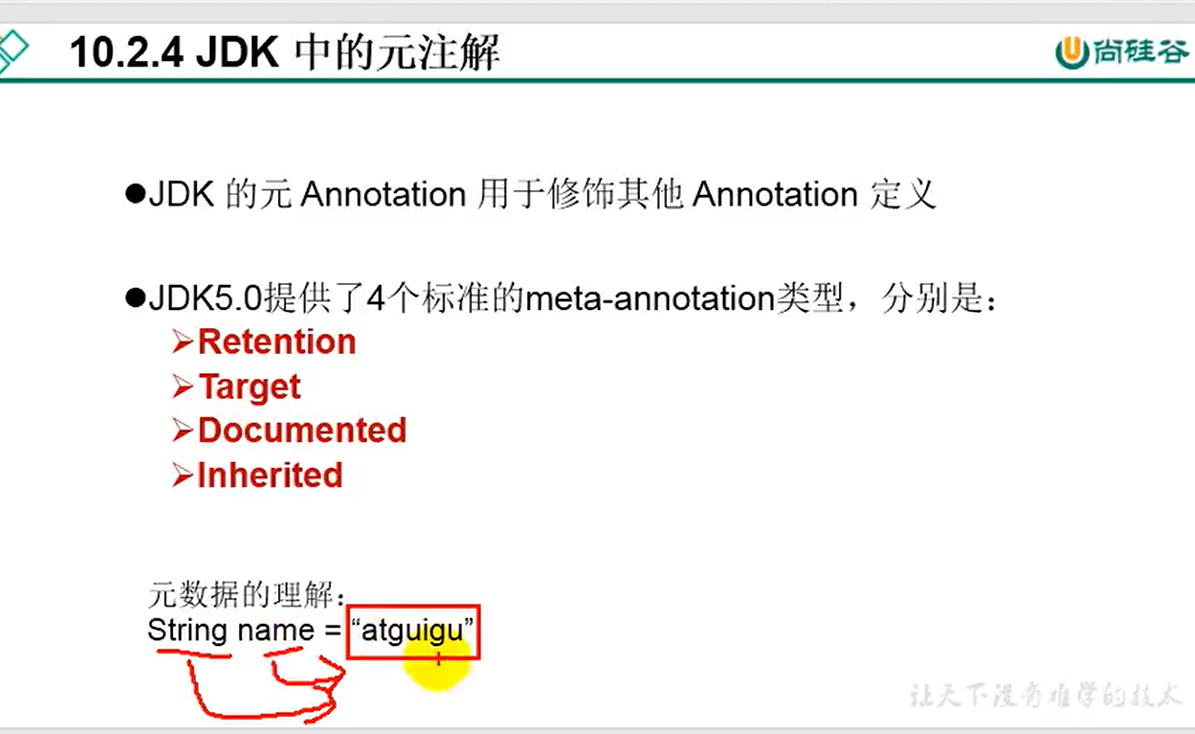 10.2.4 JDK 中的元注解
尚硅谷
●JDK 的元 Annotation 用于修饰其他 Annotation 定义
●JDK5.0提供了4个标准的meta-annotation类型，分别是：
➢Retention
➢Target
➢Documented
➢Inherited
元数据的理解：
String name = “atguigu”
让天下没有难学的技术